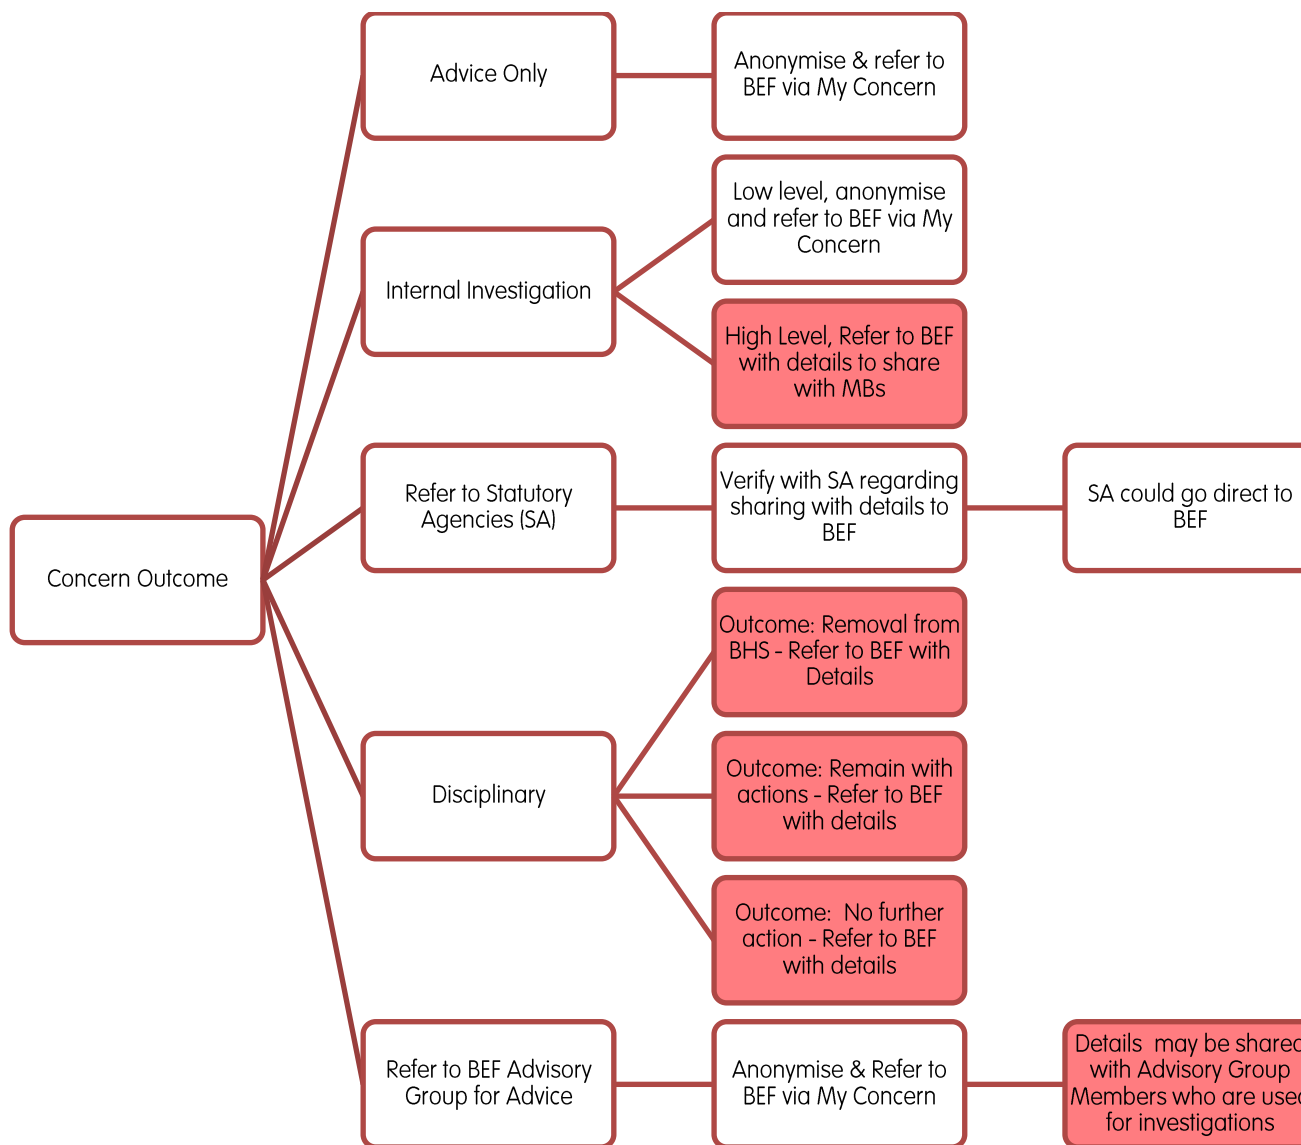 Advice Only
Anonymise & refer to
BEF via My Concern
Low level, anonymise
and refer to BEF via My
Concern
Internal Investigation
High Level, Refer to BEF
with details to share
with MBs
Refer to Statutory
Agencies (SA)
Verify with SA regarding
sharing with details to
BEF
SA could go direct to
BEF
Concern Outcome
Outcome: Removal from
BHS - Refer to BEF with
Details
Disciplinary
Outcome: Remain with
actions - Refer to BEF
with details
Outcome:  No further
action - Refer to BEF
with details
Refer to BEF Advisory
Group for Advice
Anonymise & Refer to
BEF via My Concern
Details  may be shared
with Advisory Group
Members who are used
for investigations